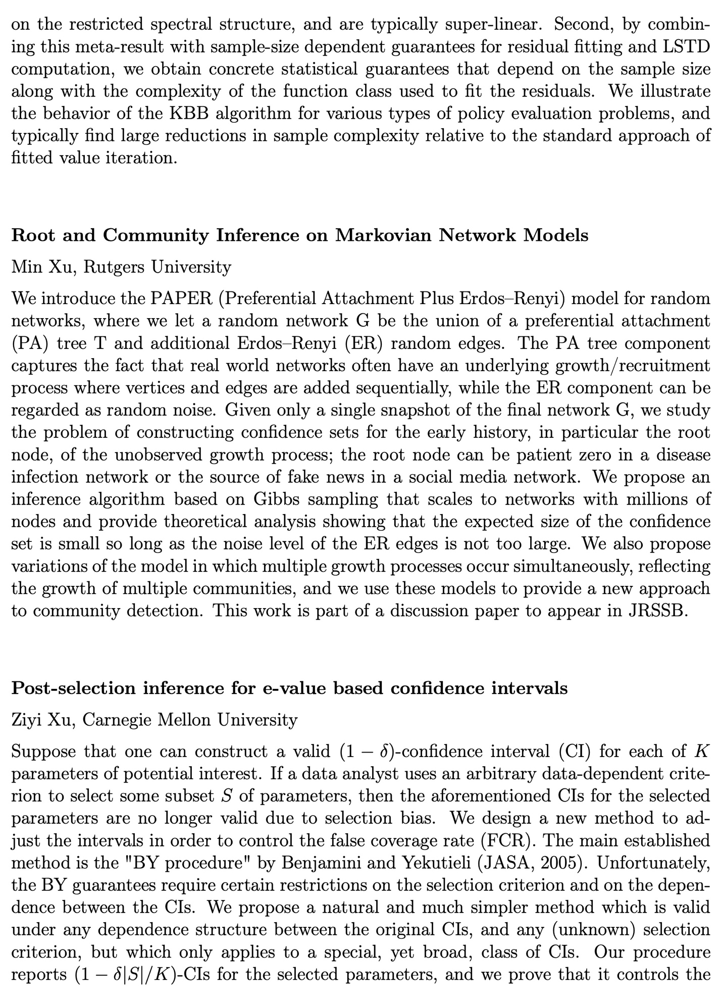 on the restricted spectral structure, and are typically super-linear. Second, by combin-
ing this meta-result with sample-size dependent guarantees for residual fitting and LSTD
computation, we obtain concrete statistical guarantees that depend on the sample size
along with the complexity of the function class used to fit the residuals. We illustrate
the behavior of the KBB algorithm for various types of policy evaluation problems, and
typically find large reductions in sample complexity relative to the standard approach of
fitted value iteration.
Root and Community Inference on Markovian Network Models
Min Xu, Rutgers University
We introduce the PAPER (Preferential Attachment Plus Erdos–Renyi) model for random
networks, where we let a random network G be the union of a preferential attachment
(PA) tree T and additional Erdos–Renyi (ER) random edges. The PA tree component
captures the fact that real world networks often have an underlying growth/recruitment
process where vertices and edges are added sequentially, while the ER component can be
regarded as random noise. Given only a single snapshot of the final network G, we study
the problem of constructing confidence sets for the early history, in particular the root
node, of the unobserved growth process; the root node can be patient zero in a disease
infection network or the source of fake news in a social media network. We propose an
inference algorithm based on Gibbs sampling that scales to networks with millions of
nodes and provide theoretical analysis showing that the expected size of the confidence
set is small so long as the noise level of the ER edges is not too large. We also propose
variations of the model in which multiple growth processes occur simultaneously, reflecting
the growth of multiple communities, and we use these models to provide a new approach
to community detection. This work is part of a discussion paper to appear in JRSSB.
Post-selection inference for e-value based confidence intervals
Ziyi Xu, Carnegie Mellon University
Suppose that one can construct a valid (1 − δ)-confidence interval (CI) for each of K
parameters of potential interest. If a data analyst uses an arbitrary data-dependent crite-
rion to select some subset S of parameters, then the aforementioned CIs for the selected
parameters are no longer valid due to selection bias. We design a new method to ad-
just the intervals in order to control the false coverage rate (FCR). The main established
method is the "BY procedure" by Benjamini and Yekutieli (JASA, 2005). Unfortunately,
the BY guarantees require certain restrictions on the selection criterion and on the depen-
dence between the CIs. We propose a natural and much simpler method which is valid
under any dependence structure between the original CIs, and any (unknown) selection
criterion, but which only applies to a special, yet broad, class of CIs. Our procedure
reports (1 − δ|S|/K)-CIs for the selected parameters, and we prove that it controls the